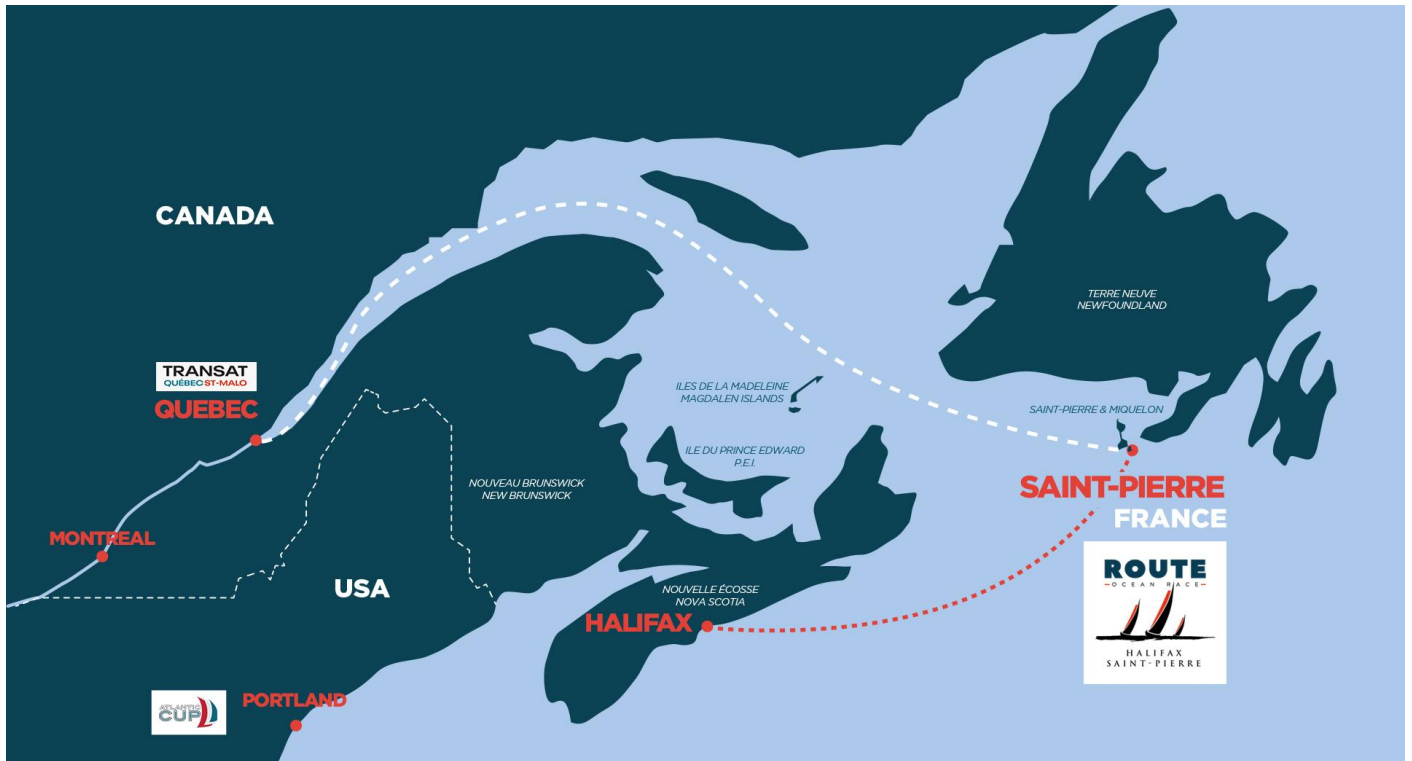 CANADA
TERRE NEUVE
NEWFOUNDLAND
TRANSAT
QUÉBEC ST-MALO
QUEBEC
ILES DE LA MADELEINE
MAGDALEN ISLANDS
SAINT-PIERRE & MIQUELON
ILE DU PRINCE EDWARD
P.E.I.
NOUVEAU BRUNSWICK
NEW BRUNSWICK
SAINT-PIERRE
FRANCE
MONTREAL
USA
ROUTE
OCEAN RACE
HALIFAX
SAINT-PIERRE
NOUVELLE ÉCOSSE
NOVA SCOTIA
HALIFAX
ATLANTIC
CUP
PORTLAND